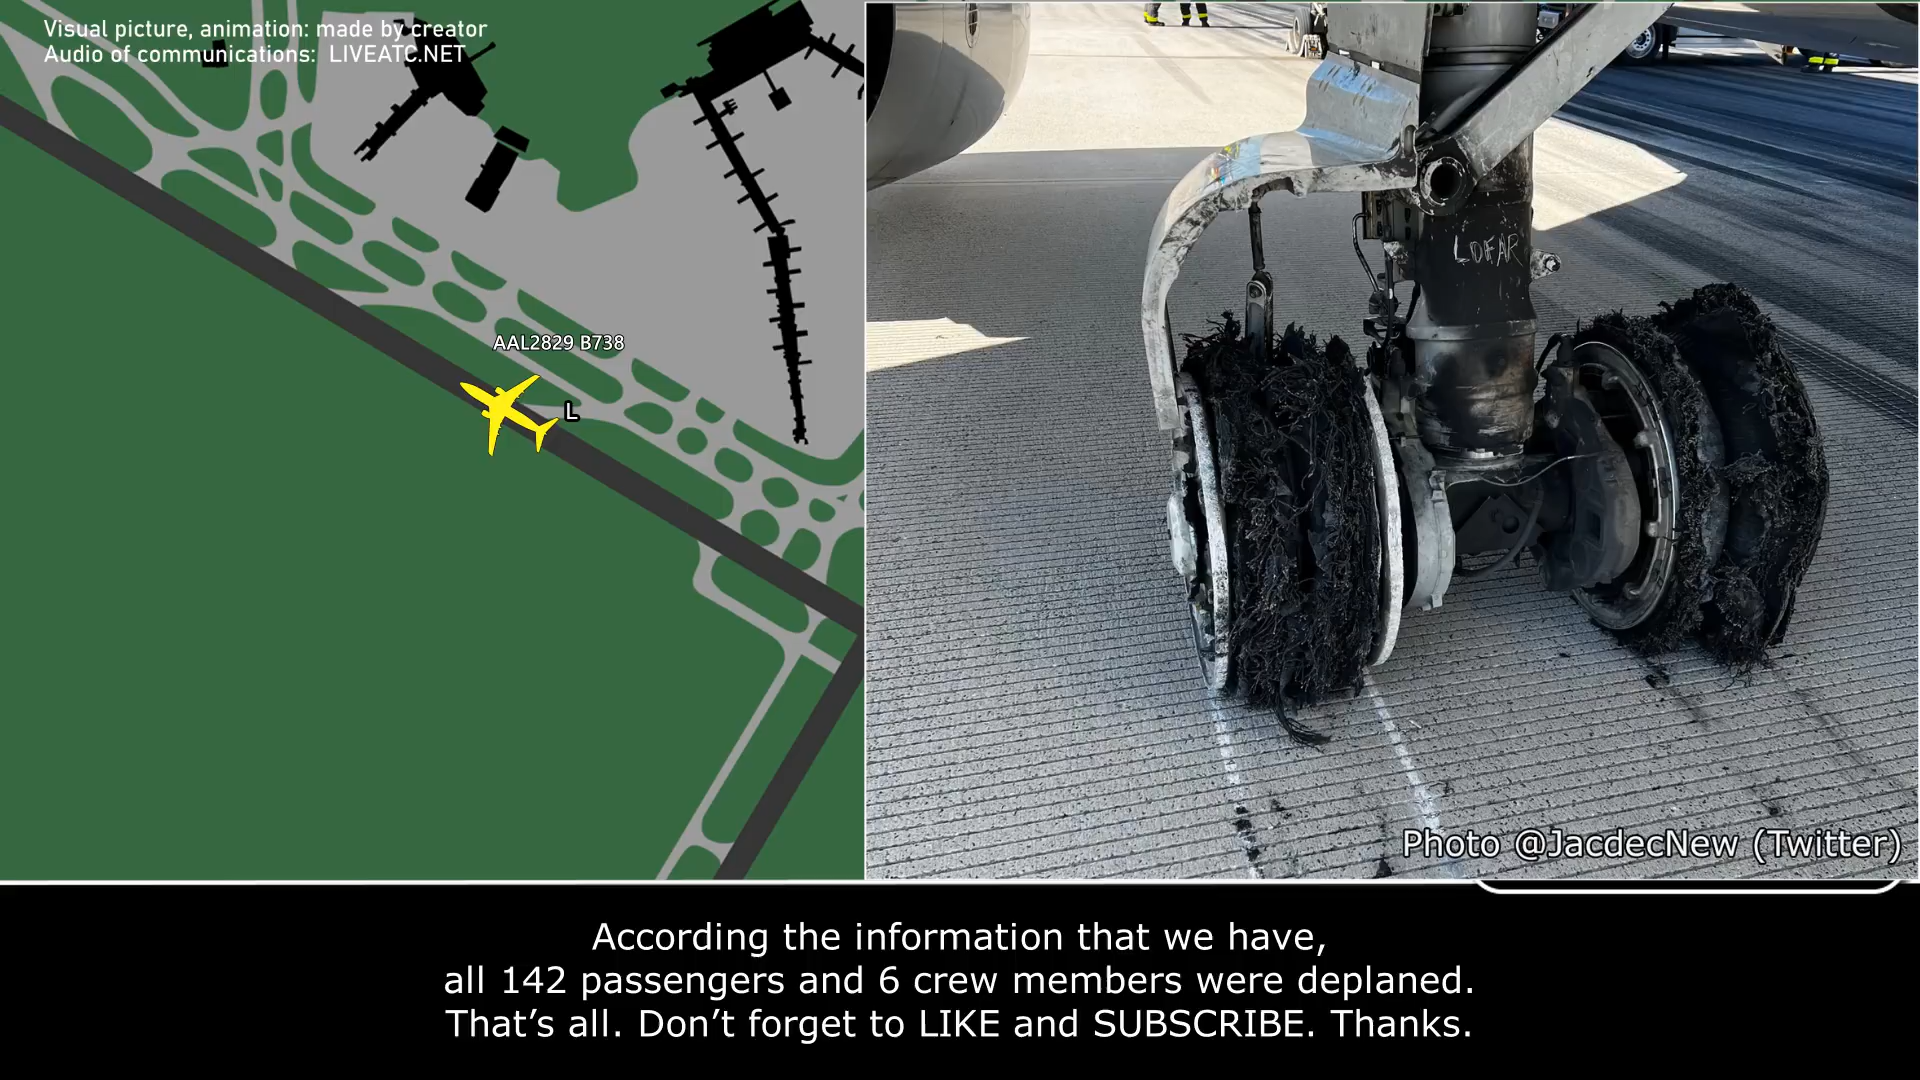 Visual picture, animation: made by creator
Audio of communications: LIVEATC.NET
AAL2829 B738
L
LOFAR
Photo @JacdecNew (Twitter)
According the information that we have,
all 142 passengers and 6 crew members were deplaned.
That's all. Don't forget to LIKE and SUBSCRIBE. Thanks.